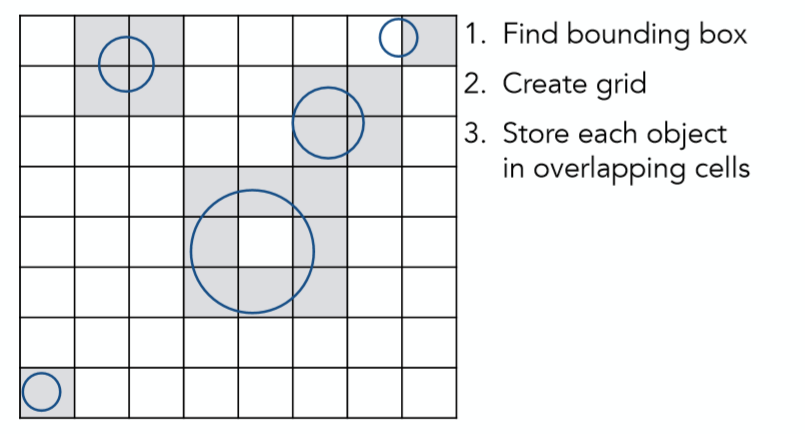 1. Find bounding box
2. Create grid
3. Store each object
in overlapping cells